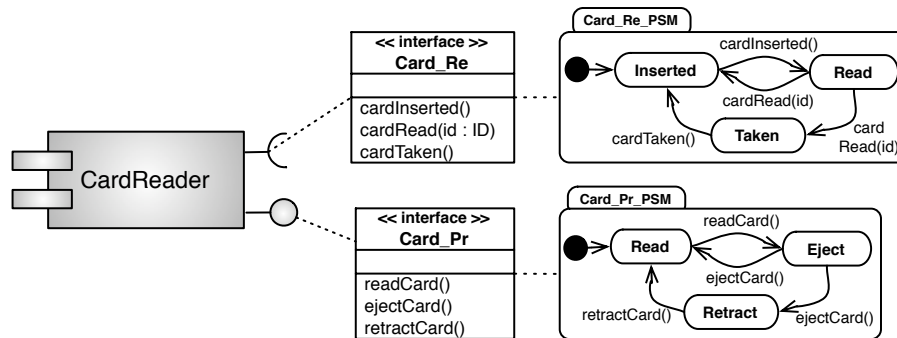 CardReader
<< interface >>
Card_Re
cardInserted()
cardRead(id : ID)
cardTaken()
Card_Re_PSM
cardInserted()
Inserted
Read
cardRead(id)
cardTaken()
Taken
card
Read(id)
<< interface >>
Card_Pr
readCard()
ejectCard()
retractCard()
Card_Pr_PSM
readCard()
Read
Eject
ejectCard()
retractCard()
Retract
ejectCard()